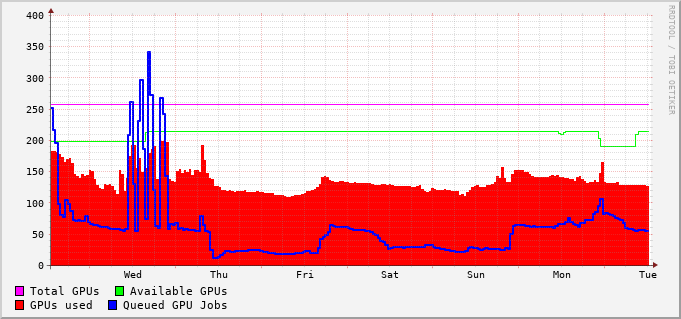 RRDTOOL / TOBI OETIKER
400
350
300
250
200
150
100
50
0
Wed Thu Fri Sat Sun Mon Tue
Total GPUs Available GPUs
GPUs used Queued GPU Jobs